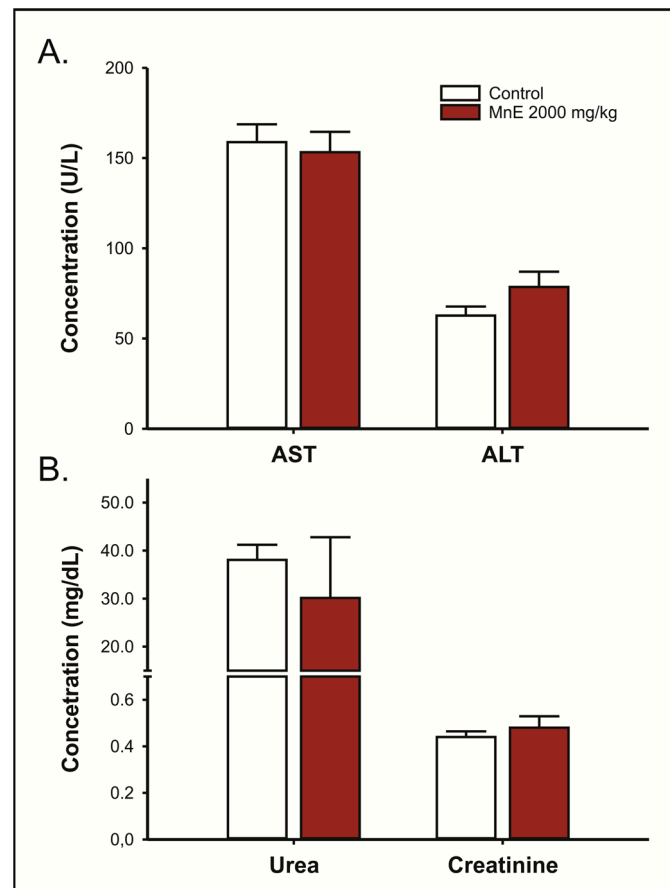 A.
200
150
100
50
0
Concentration (U/L)
Control
MnE 2000 mg/kg
AST ALT
B.
50.0
40.0
30.0
20.0
0.6
0.4
0.2
0,0
Concetration (mg/dL)
Urea Creatinine